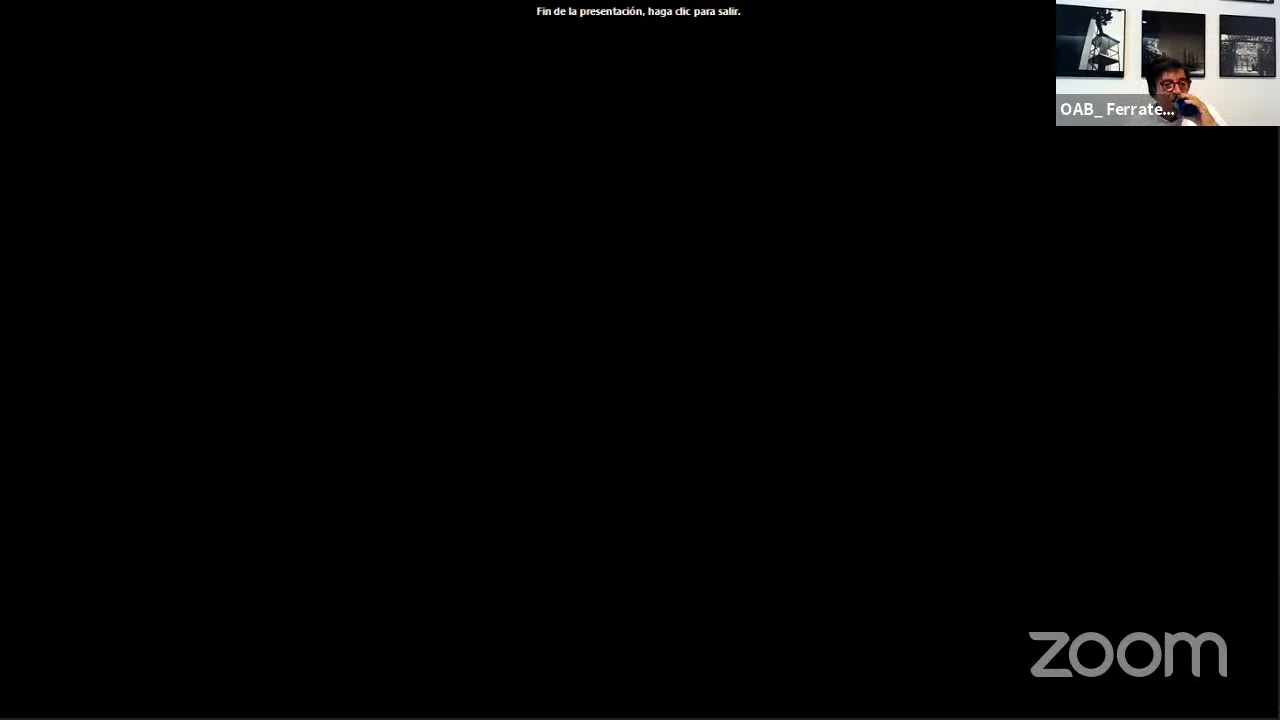 Fin de la presentación, haga clic para salir.
OAB_ Ferrate...
zoom